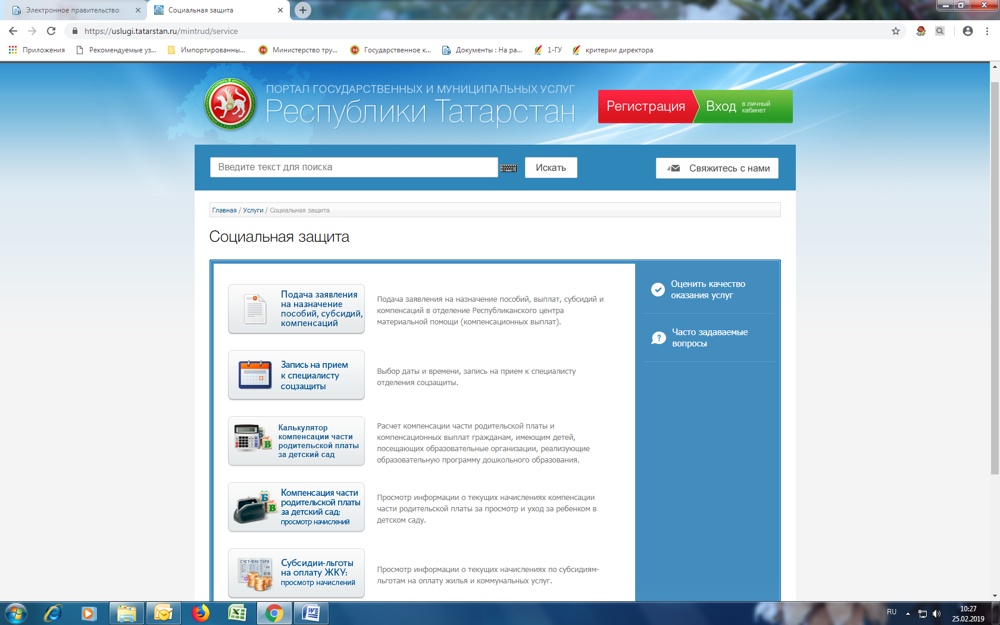 Электронное правительство
Социальная защита
https://uslugi.tatarstan.ru/mintrud/service
Приложения
Рекомендуемые уз...
Импортированны...
Министерство тру...
Государственное к...
Документы : На ра...
1-ГУ
критерии директора
ПОРТАЛ ГОСУДАРСТВЕННЫХ И МУНИЦИПАЛЬНЫХ УСЛУГ
Республики Татарстан
Регистрация
Вход
в личный
кабинет
Введите текст для поиска
Искать
Свяжитесь с нами
Главная / Услуги / Социальная защита
Социальная защита
Подача заявления
на назначение
пособий, субсидий,
компенсаций
Подача заявления на назначение пособий, выплат, субсидий и
компенсаций в отделение Республиканского центра
материальной помощи (компенсационных выплат).
Оценить качество
оказания услуг
Часто задаваемые
вопросы
Запись на прием
к специалисту
соцзащиты
Выбор даты и времени, запись на прием к специалисту
отделения соцзащиты.
Калькулятор
компенсации части
родительской платы
за детский сад
Расчет компенсации части родительской платы и
компенсационных выплат гражданам, имеющим детей,
посещающих образовательные организации, реализующие
образовательную программу дошкольного образования.
Компенсация части
родительской платы
за детский сад:
просмотр начислений
Просмотр информации о текущих начислениях компенсации
части родительской платы за просмотр и уход за ребенком в
детском саду.
СЧЕТ-ФАКТУРА
Субсидии-льготы
на оплату ЖКУ:
просмотр начислений
Просмотр информации о текущих начислениях по субсидиям-
льготам на оплату жилья и коммунальных услуг.
RU
10:27
25.02.2019